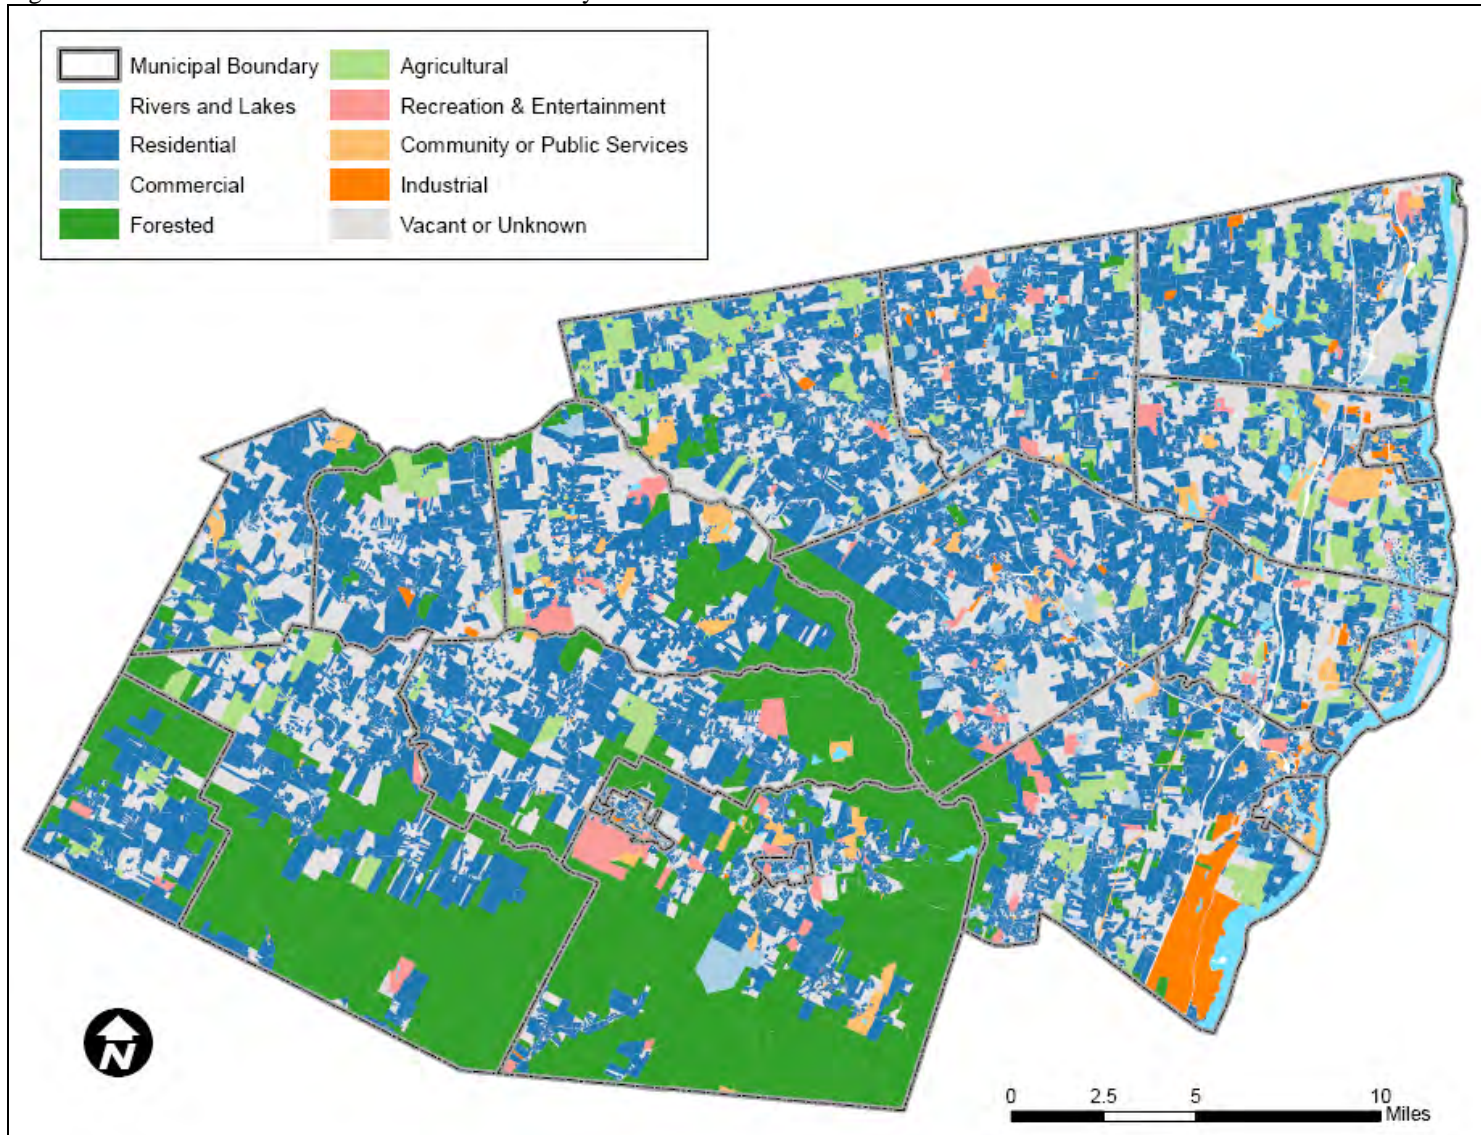 Municipal Boundary
Rivers and Lakes
Residential
Commercial
Forested
Agricultural
Recreation & Entertainment
Community or Public Services
Industrial
Vacant or Unknown
N
0 2.5 5 10
Miles